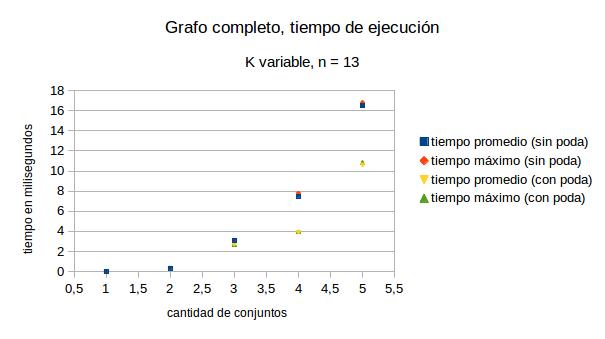 Grafo completo, tiempo de ejecución
K variable, n = 13
18
16
14
12
10
8
6
4
2
0
tiempo en milisegundos
0,5 1 1,5 2 2,5 3 3,5 4 4,5 5 5,5
cantidad de conjuntos
tiempo promedio (sin poda)
tiempo máximo (sin poda)
tiempo promedio (con poda)
tiempo máximo (con poda)